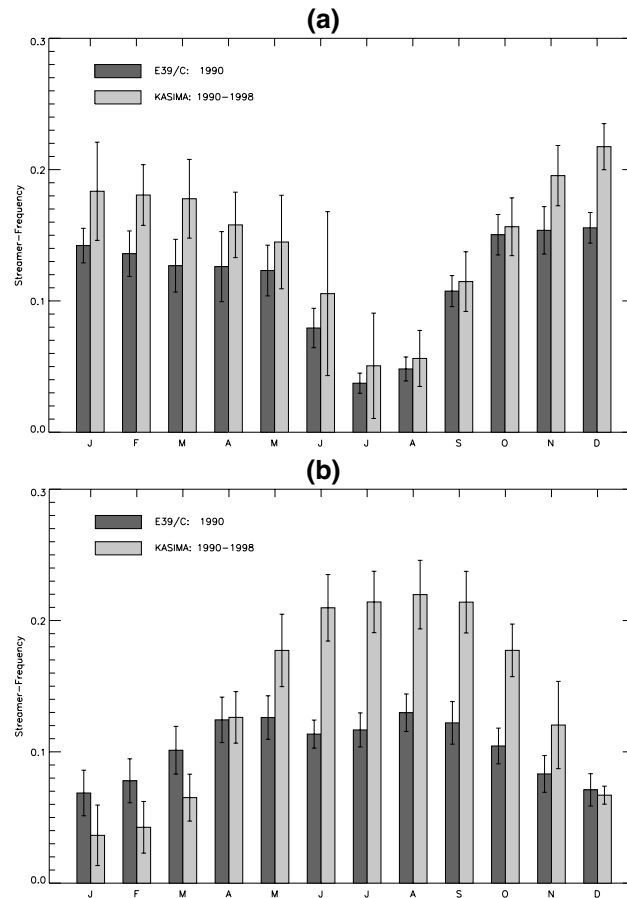 (a)
0.3
E39/C: 1990
KASIMA: 1990-1998
0.2
Streamer-Frequency
0.1
0.0
J F M A M J J A S O N D
(b)
0.3
E39/C: 1990
KASIMA: 1990-1998
0.2
Streamer-Frequency
0.1
0.0
J F M A M J J A S O N D